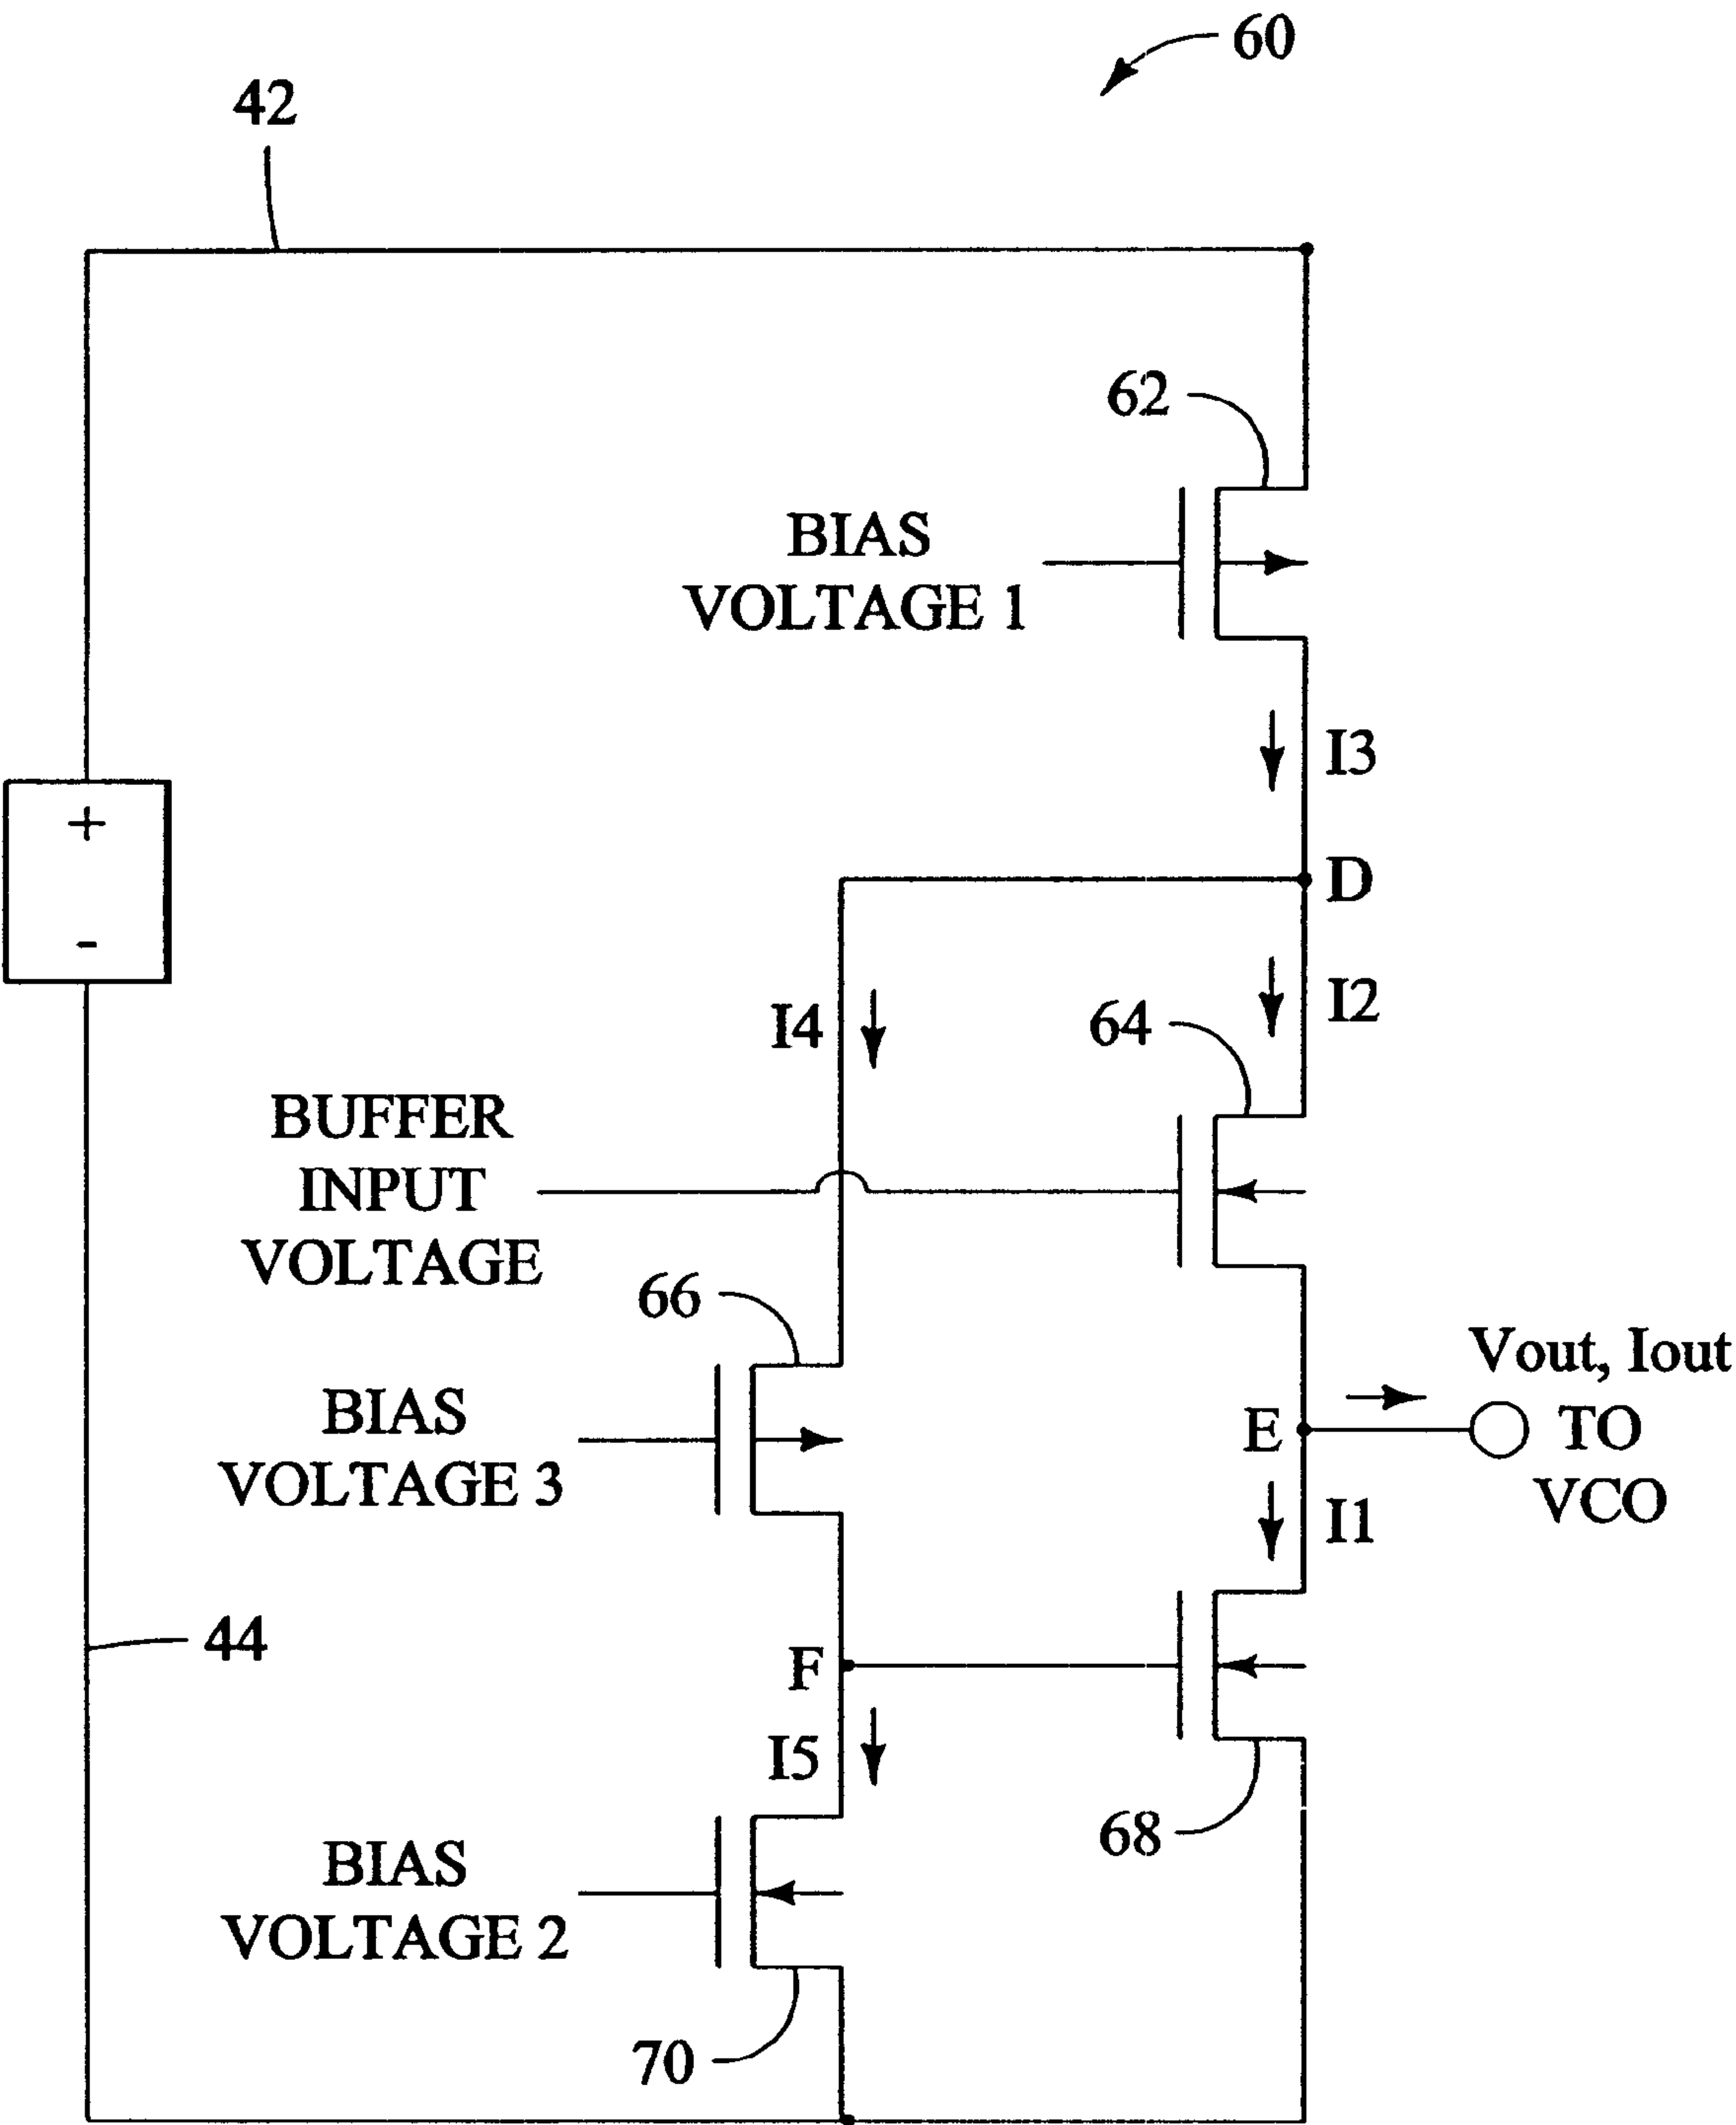 60
42
62
BIAS
VOLTAGE 1
I3
+
D
-
I4
I2
64
BUFFER
INPUT
VOLTAGE
66
Vout, Iout
BIAS
VOLTAGE 3
E
TO
VCO
I1
44
F
I5
68
BIAS
VOLTAGE 2
70